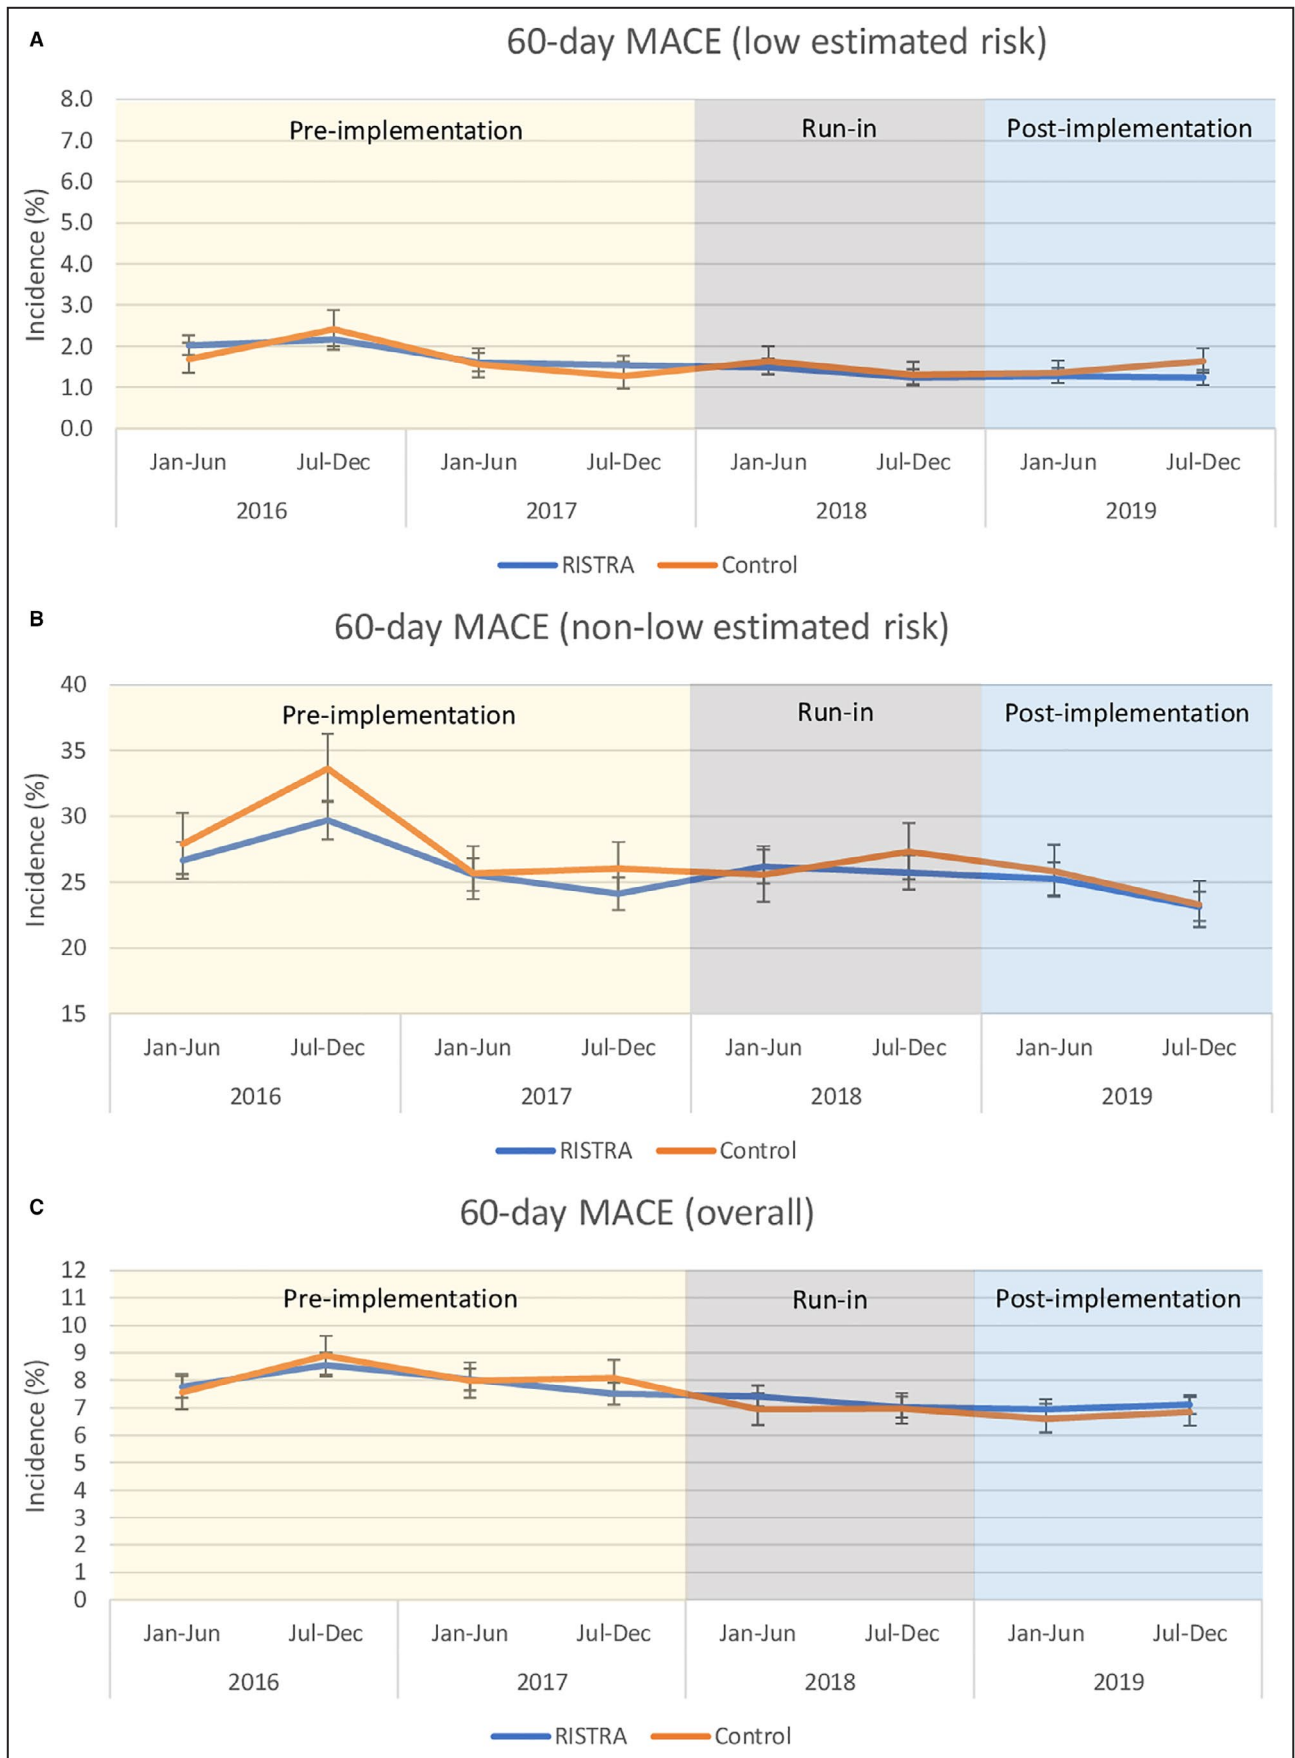 A
60-day MACE (low estimated risk)
8.0
7.0
6.0
5.0
4.0
3.0
2.0
1.0
0.0
Incidence (%)
Pre-implementation
Run-in
Post-implementation
Jan-Jun Jul-Dec Jan-Jun Jul-Dec Jan-Jun Jul-Dec Jan-Jun Jul-Dec
2016 2017 2018 2019
RISTRA Control
B
60-day MACE (non-low estimated risk)
40
35
30
25
20
15
Incidence (%)
Pre-implementation
Run-in
Post-implementation
Jan-Jun Jul-Dec Jan-Jun Jul-Dec Jan-Jun Jul-Dec Jan-Jun Jul-Dec
2016 2017 2018 2019
RISTRA Control
C
60-day MACE (overall)
12
11
10
9
8
7
6
5
4
3
2
1
0
Incidence (%)
Pre-implementation
Run-in
Post-implementation
Jan-Jun Jul-Dec Jan-Jun Jul-Dec Jan-Jun Jul-Dec Jan-Jun Jul-Dec
2016 2017 2018 2019
RISTRA Control